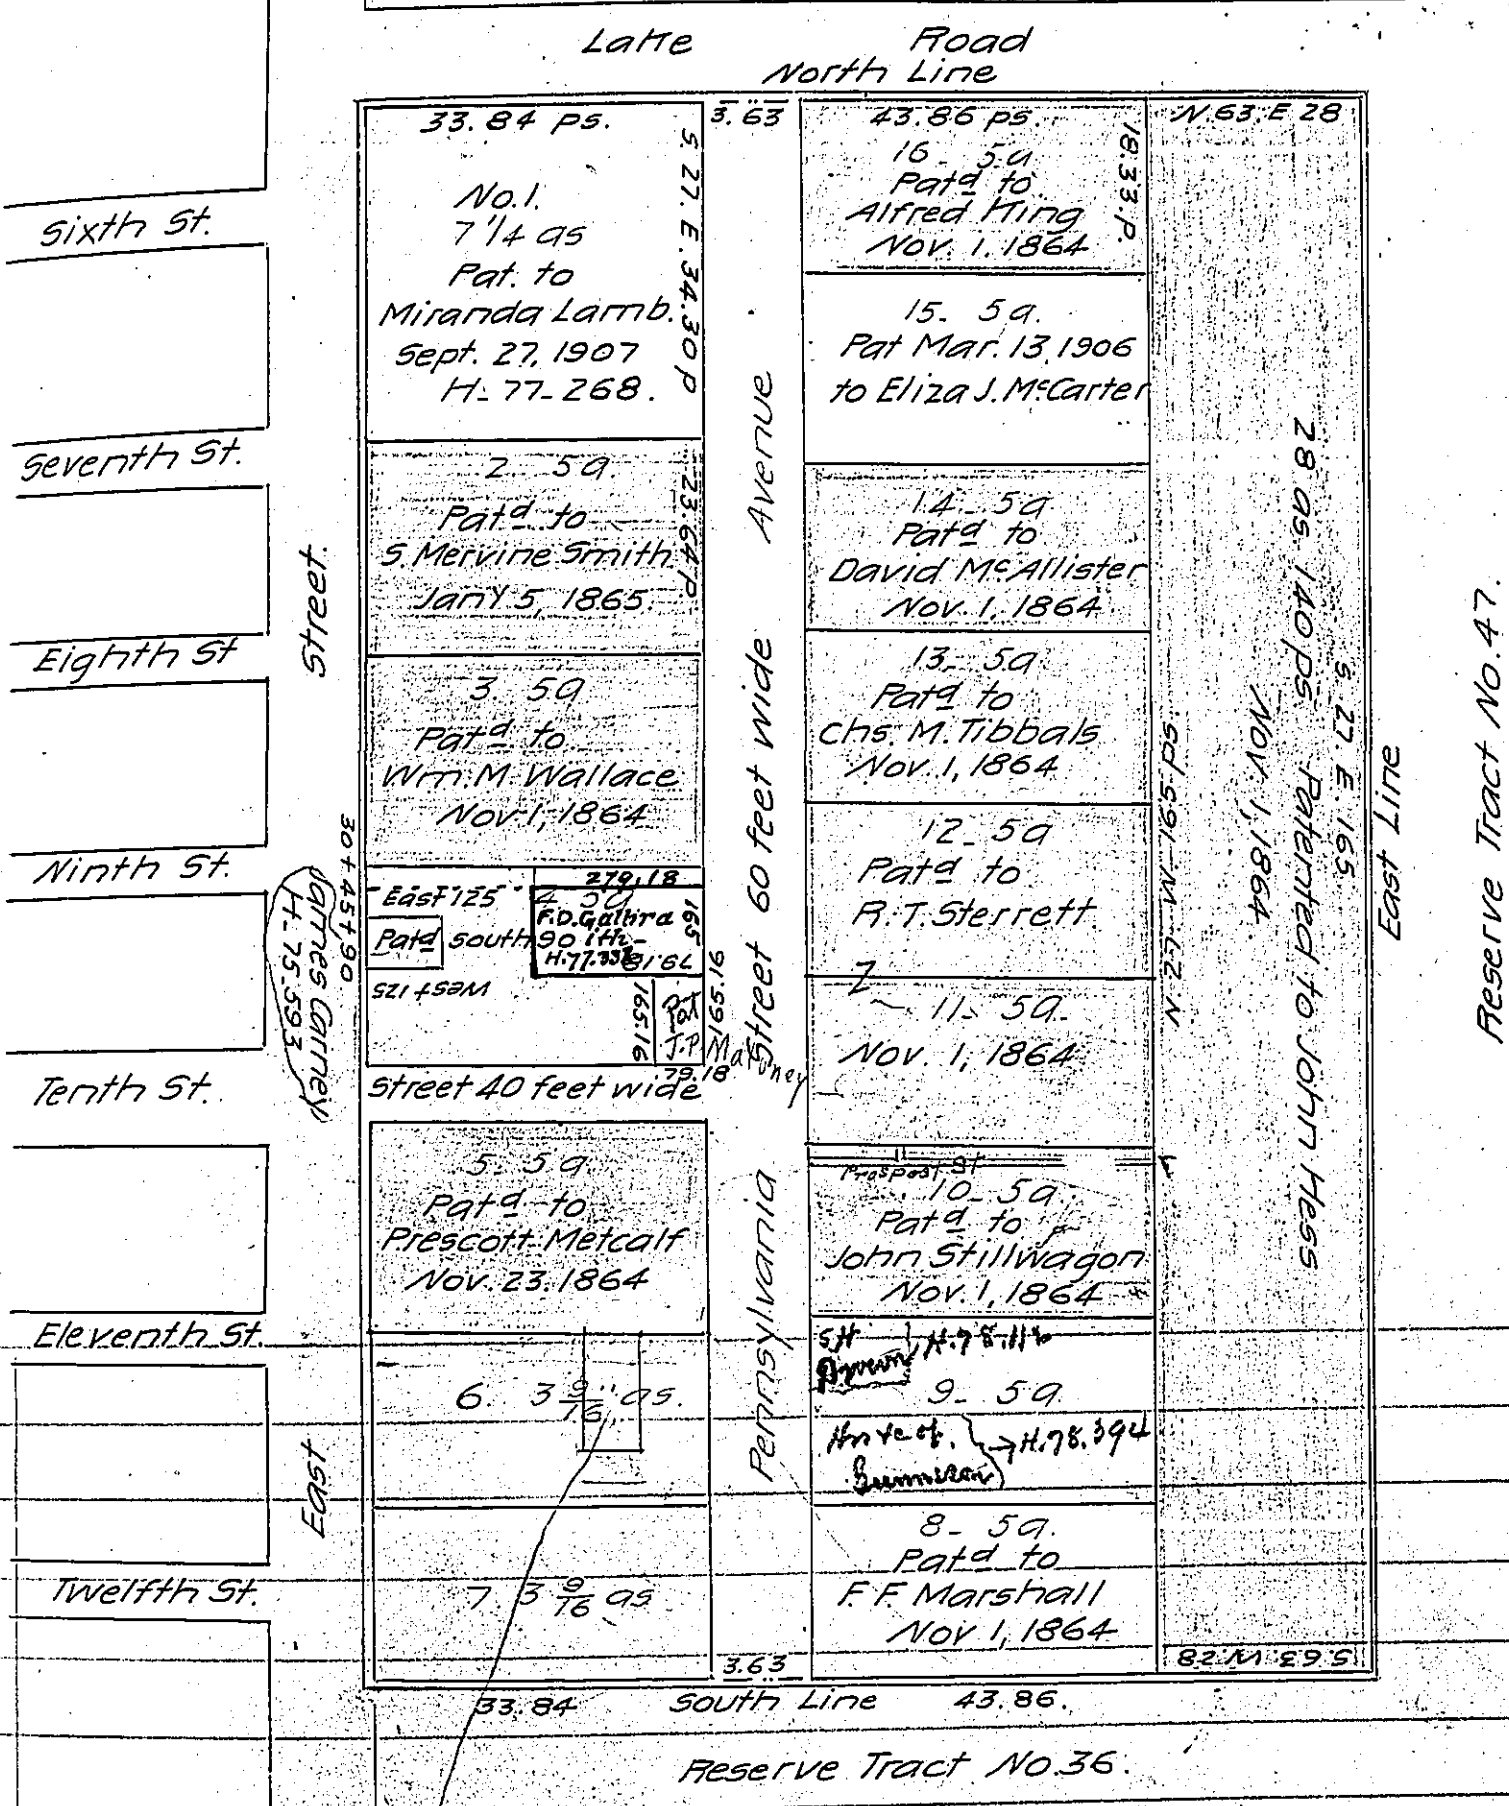 Lake Road
North Line
33.84 ps.
3.63
43.86 ps.
N. 63. E 28
No. 1.
7 1/4 as
Pat. to
Miranda Lamb.
Sept. 27, 1907
H- 77- 268.
S. 27. E. 34.30 p
16- 5a
Patd to
Alfred King
Nov. 1. 1864
18.33. p.
15- 5a.
Pat Mar. 13, 1906
to Eliza J. McCarter
2 5a
Patd to
S. Mervine Smith
Jany 5, 1865.
23.64 p
14- 5a
Patd to
David McAllister
Nov. 1. 1864
3. 5a
Patd to
Wm. M. Wallace
Nov. 1, 1864
13- 5a
Patd to
Chs. M. Tibbals
Nov. 1, 1864
12- 5a
Patd to
R. T. Sterrett
East 125
Patd South
West 125
279.18
4 5a
F.D.
90
165
79.18
165.16
Pat
J.P. Maloney
165.16
79.18
Street 40 feet wide
11- 5a.
Nov. 1, 1864
5- 5a
Patd to
Prescott Metcalf
Nov. 23. 1864
Prospect St
10- 5a
Patd to
John Stillwagon
Nov. 1, 1864
6. 3 9/16 as.
9- 5a
H.78.394
7. 3 9/16 as
8- 5a.
Patd to
F. F. Marshall
Nov 1, 1864
3.63
33.84
South Line
43.86.
Reserve Tract No. 36.
Sixth St.
Seventh St.
Eighth St
Ninth St.
Tenth St.
Eleventh St.
Twelfth St.
East Street.
30+45+90
James Carney
H. 75. 593
Pennsylvania Avenue
Street 60 feet wide
N. 27- W- 165 ps
28 as. 140 ps Patented to John Hess
Nov. 1, 1864
S. 27. E. 165
S. 63. W. 28
East Line
Reserve Tract No. 47.